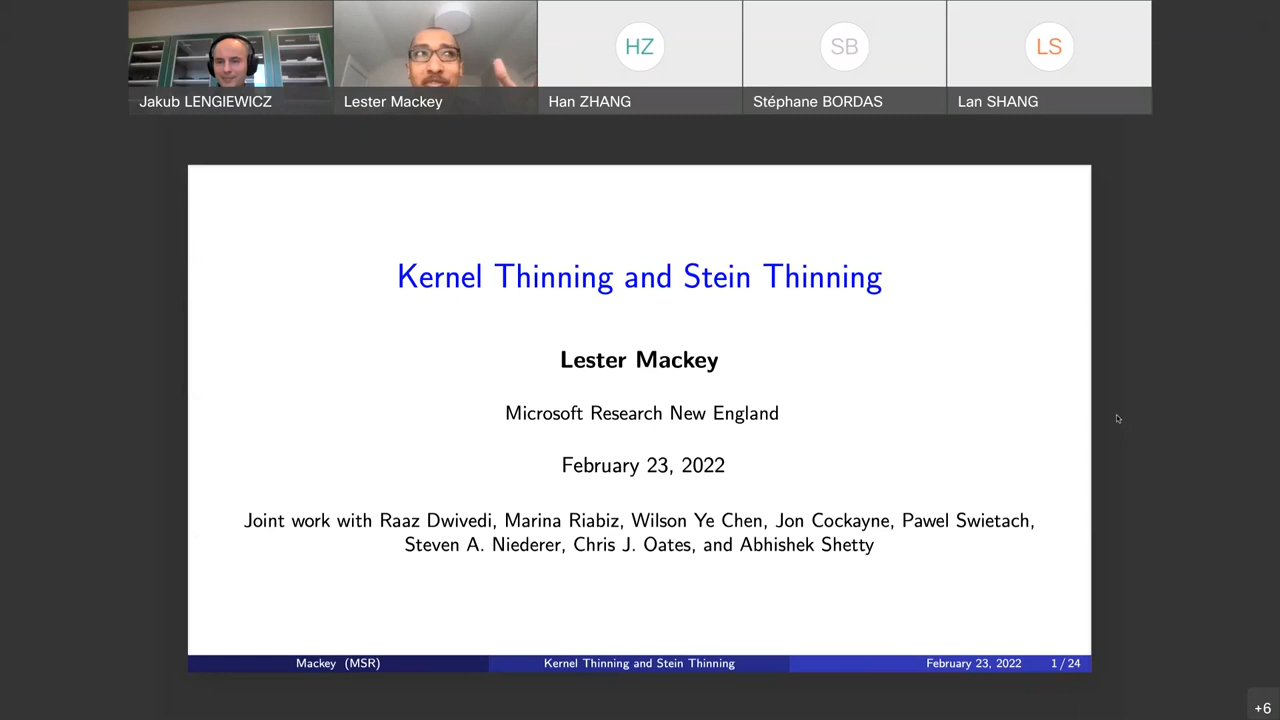 HZ
SB
LS
Jakub LENGIEWICZ
Lester Mackey
Han ZHANG
Stéphane BORDAS
Lan SHANG
Kernel Thinning and Stein Thinning
Lester Mackey
Microsoft Research New England
February 23, 2022
Joint work with Raaz Dwivedi, Marina Riabiz, Wilson Ye Chen, Jon Cockayne, Pawel Swietach,
Steven A. Niederer, Chris J. Oates, and Abhishek Shetty
Mackey (MSR)
Kernel Thinning and Stein Thinning
February 23, 2022
1 / 24
+6